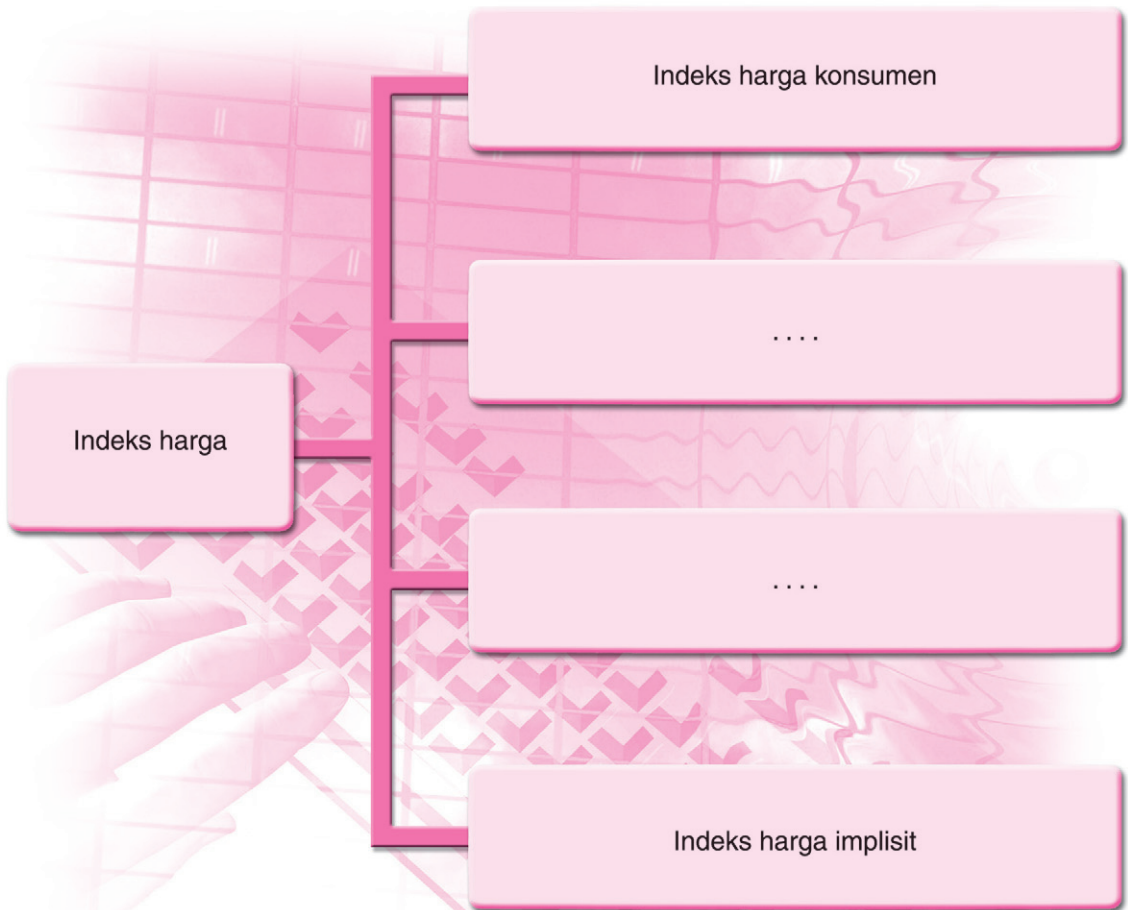 Indeks harga konsumen
. . . .
Indeks harga
. . . .
Indeks harga implisit